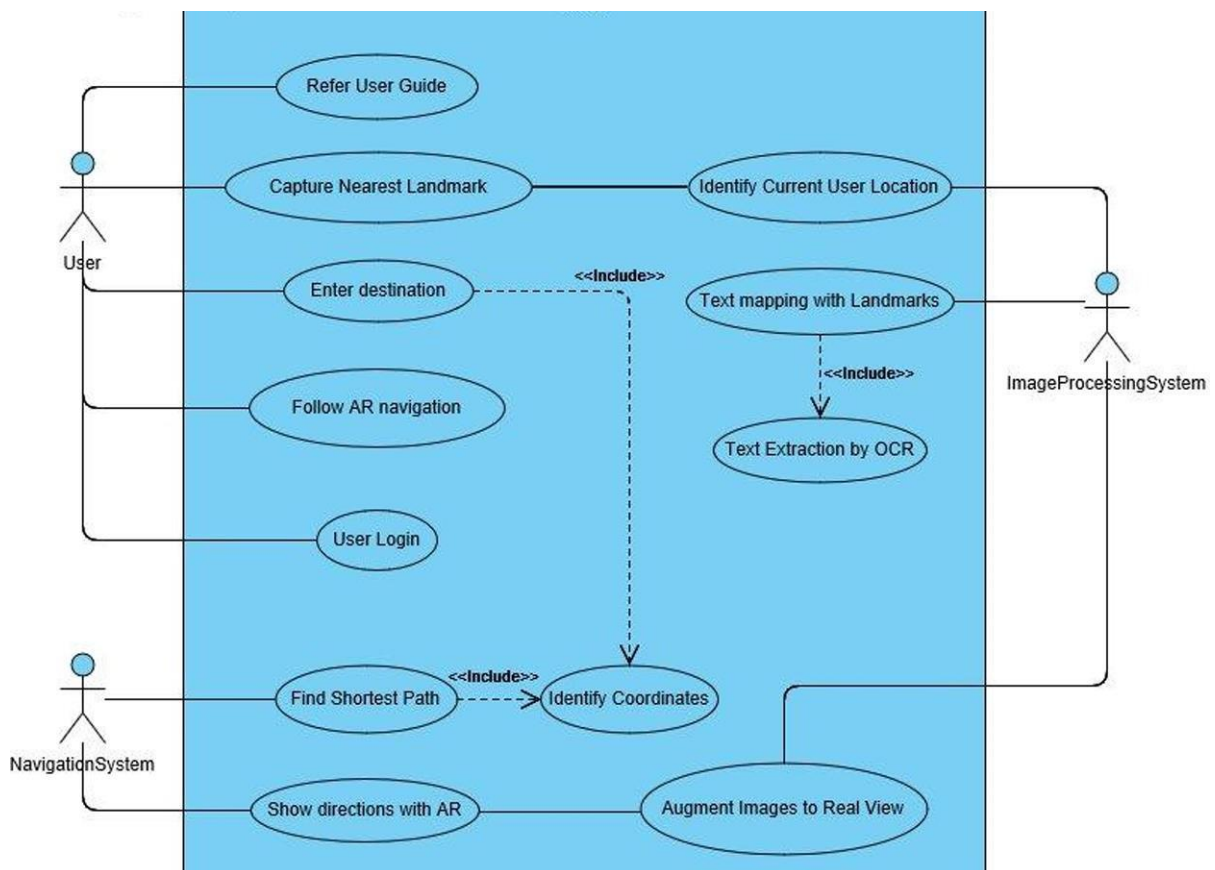 Refer User Guide
Capture Nearest Landmark
Identify Current User Location
User
<<Include>>
Enter destination
Text mapping with Landmarks
<<Include>>
ImageProcessingSystem
Follow AR navigation
Text Extraction by OCR
User Login
<<Include>>
Find Shortest Path
Identify Coordinates
NavigationSystem
Show directions with AR
Augment Images to Real View